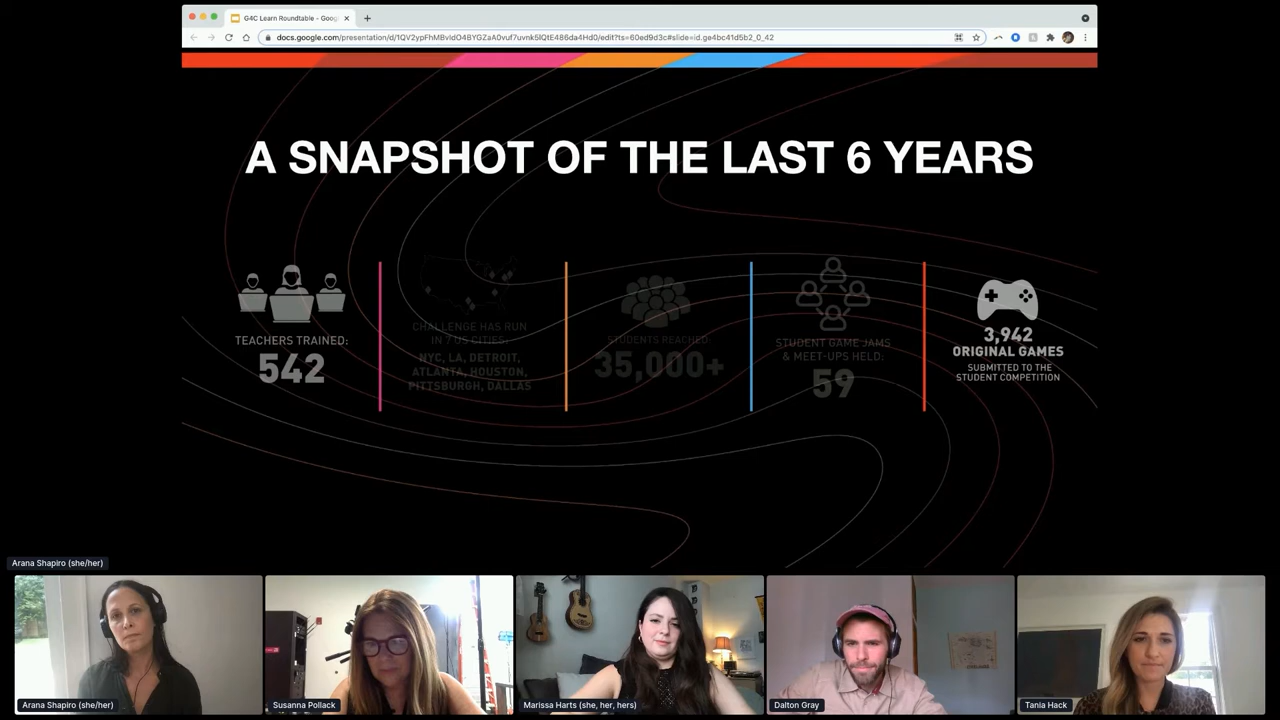 G4C Learn Roundtable - Goog
docs.google.com/presentation/d/1QV2ypFhMBvIdO4BYGZaA0vuf7uvnk5lQtE486da4Hd0/edit?ts=60ed9d3c#slide=id.ge4bc41d5b2_0_42
A SNAPSHOT OF THE LAST 6 YEARS
TEACHERS TRAINED:
542
CHALLENGE HAS RUN
IN 7 US CITIES:
NYC, LA, DETROIT,
ATLANTA, HOUSTON,
PITTSBURGH, DALLAS
STUDENTS REACHED:
35,000+
STUDENT GAME JAMS
& MEET-UPS HELD:
59
3,942
ORIGINAL GAMES
SUBMITTED TO THE
STUDENT COMPETITION
Arana Shapiro (she/her)
Arana Shapiro (she/her)
Susanna Pollack
Marissa Harts (she, her, hers)
Dalton Gray
Tania Hack